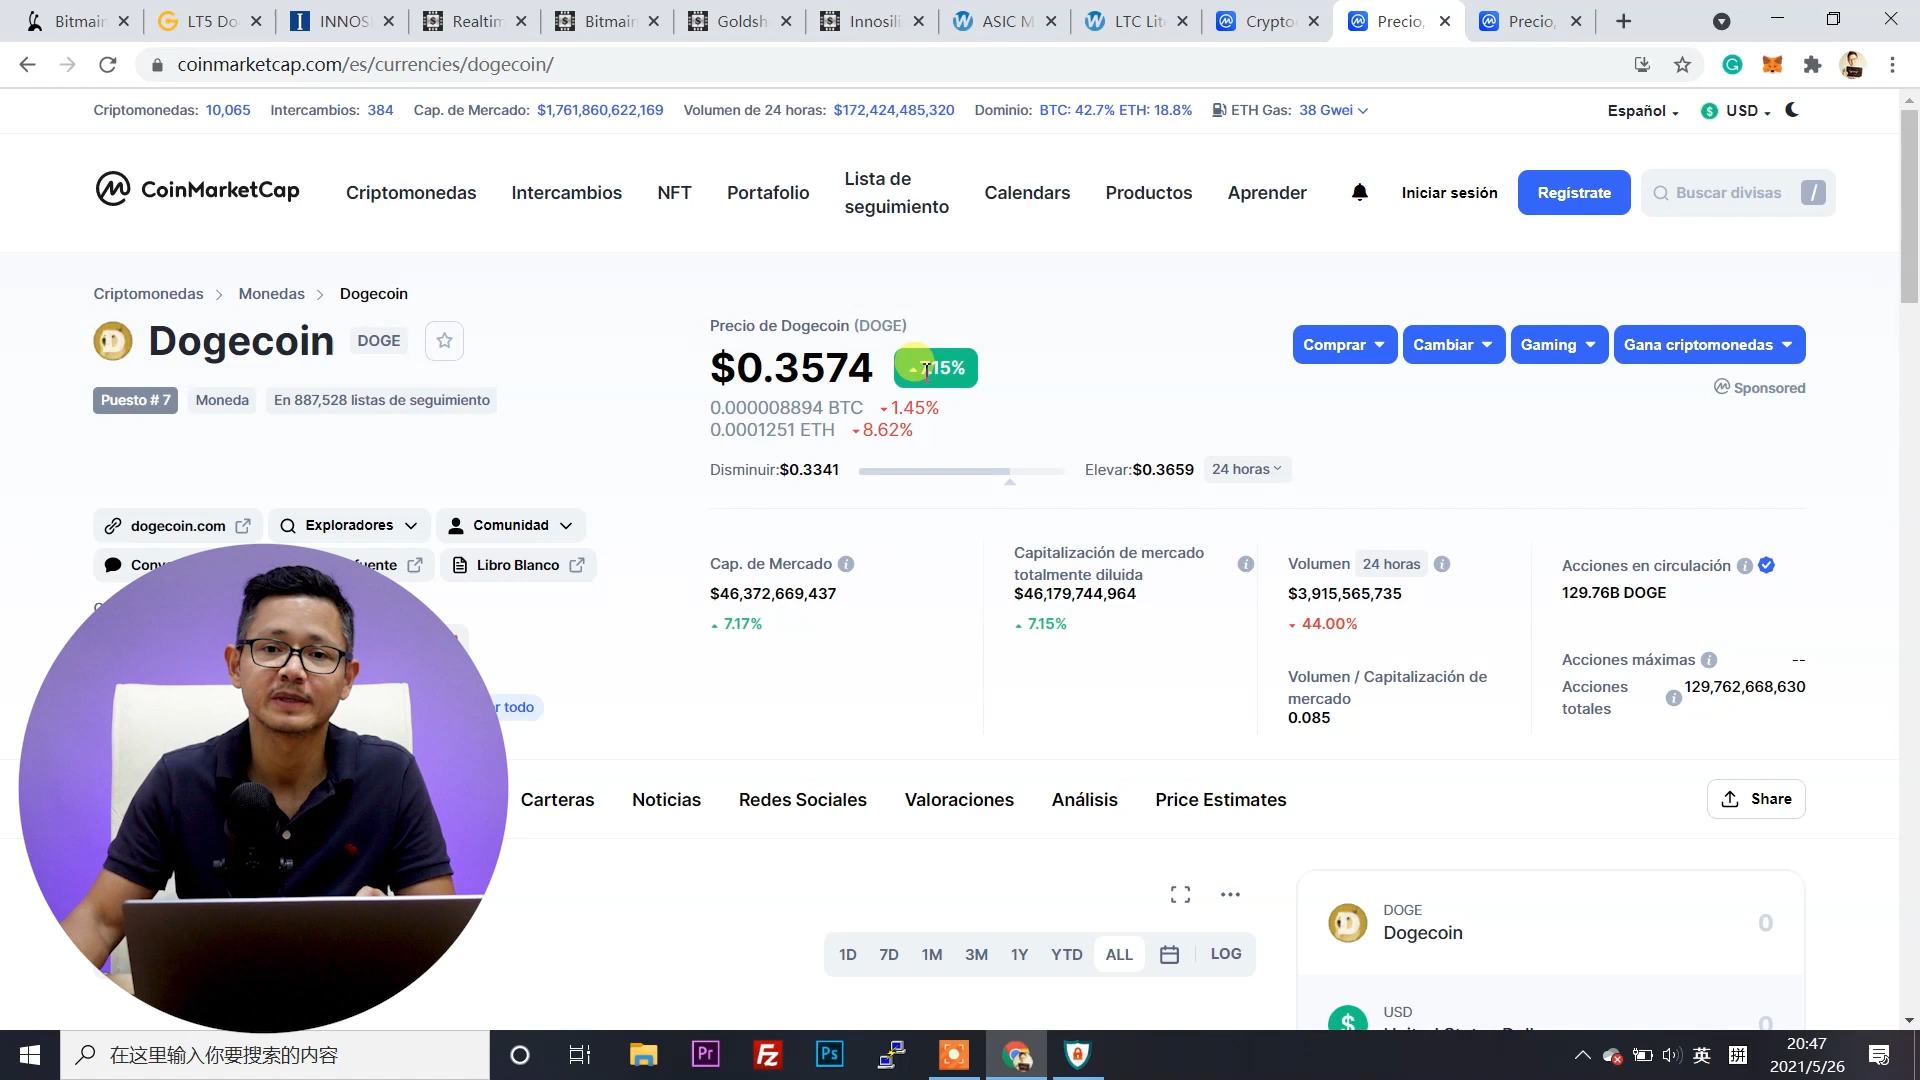 Bitmain
LT5 Do
INNOS
Realtim
Bitmain
Goldsh
Innosili
ASIC M
LTC Lit
Crypto
Precio,
Precio,
coinmarketcap.com/es/currencies/dogecoin/
Criptomonedas: 10,065 Intercambios: 384 Cap. de Mercado: $1,761,860,622,169 Volumen de 24 horas: $172,424,485,320 Dominio: BTC: 42.7% ETH: 18.8% ETH Gas: 38 Gwei
Español
USD
CoinMarketCap
Criptomonedas
Intercambios
NFT
Portafolio
Lista de
seguimiento
Calendars
Productos
Aprender
Iniciar sesión
Regístrate
Buscar divisas /
Criptomonedas > Monedas > Dogecoin
Dogecoin DOGE
Puesto # 7
Moneda
En 887,528 listas de seguimiento
Precio de Dogecoin (DOGE)
$0.3574 7.15%
0.000008894 BTC 1.45%
0.0001251 ETH 8.62%
Disminuir:$0.3341 Elevar:$0.3659 24 horas
Comprar
Cambiar
Gaming
Gana criptomonedas
Sponsored
dogecoin.com
Exploradores
Comunidad
Libro Blanco
r todo
Cap. de Mercado
$46,372,669,437
7.17%
Capitalización de mercado
totalmente diluida
$46,179,744,964
7.15%
Volumen 24 horas
$3,915,565,735
44.00%
Volumen / Capitalización de
mercado
0.085
Acciones en circulación
129.76B DOGE
Acciones máximas --
Acciones
totales
129,762,668,630
Carteras
Noticias
Redes Sociales
Valoraciones
Análisis
Price Estimates
Share
1D 7D 1M 3M 1Y YTD ALL LOG
DOGE
Dogecoin
0
USD
在这里输入你要搜索的内容
Pr
Fz
Ps
英
拼
20:47
2021/5/26